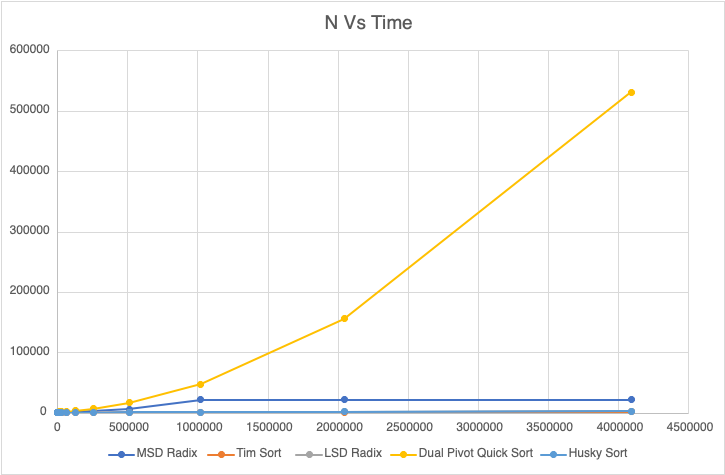 N Vs Time
600000
500000
400000
300000
200000
100000
0
0 500000 1000000 1500000 2000000 2500000 3000000 3500000 4000000 4500000
MSD Radix Tim Sort LSD Radix Dual Pivot Quick Sort Husky Sort